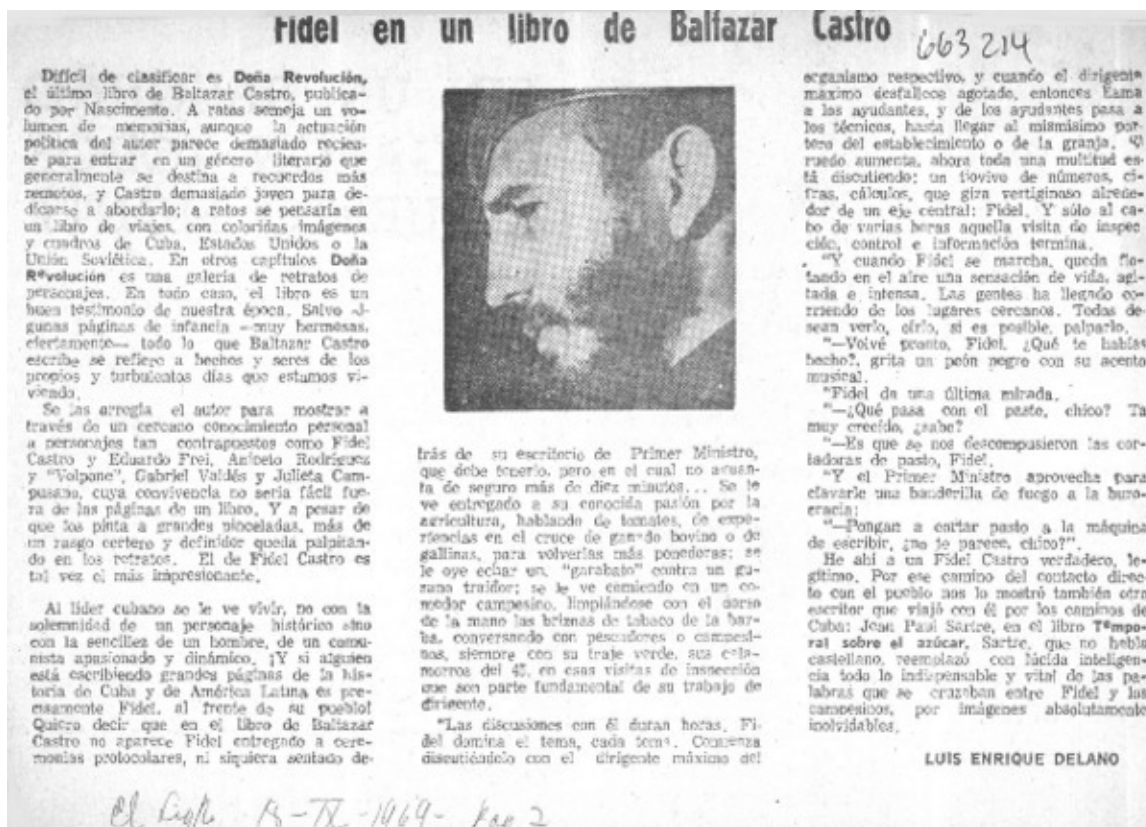 Fidel en un libro de Baltazar Castro
663214
Difícil de clasificar es Doña Revolución,
el último libro de Baltazar Castro, publica-
do por Nascimento. A ratos semeja un vo-
lumen de memorias, aunque la actuación
política del autor parece demasiado recien-
te para entrar en un género literario que
generalmente se destina a recuerdos más
remotos, y Castro demasiado joven para de-
dicarse a abordarlo; a ratos se pensaría en
un libro de viajes, con coloridas imágenes
y cuadros de Cuba, Estados Unidos o la
Unión Soviética. En otros capítulos Doña
R*volución es una galería de retratos de
personajes. En todo caso, el libro es un
buen testimonio de nuestra época. Salvo al-
gunas páginas de infancia —muy hermosas,
ciertamente— todo lo que Baltazar Castro
escribe se refiere a hechos y seres de los
propios y turbulentos días que estamos vi-
viendo.
Se las arregla el autor para mostrar a
través de un cercano conocimiento personal
a personajes tan contrapuestos como Fidel
Castro y Eduardo Frei, Aniceto Rodríguez
y "Volpone", Gabriel Valdés y Julieta Cam-
pusano, cuya convivencia no sería fácil fue-
ra de las páginas de un libro. Y a pesar de
que los pinta a grandes pinceladas, más de
un rasgo certero y definidor queda palpitan-
do en los retratos. El de Fidel Castro es
tal vez el más impresionante.
Al líder cubano se le ve vivir, no con la
solemnidad de un personaje histórico sino
con la sencillez de un hombre, de un comu-
nista apasionado y dinámico. ¡Y si alguien
está escribiendo grandes páginas de la his-
toria de Cuba y de América Latina es pre-
cisamente Fidel, al frente de su pueblo!
Quiero decir que en el libro de Baltazar
Castro no aparece Fidel entregado a cere-
monias protocolares, ni siquiera sentado de-
trás de su escritorio de Primer Ministro,
que debe tenerlo, pero en el cual no aguan-
ta de seguro más de diez minutos... Se le
ve entregado a su conocida pasión por la
agricultura, hablando de tomates, de expe-
riencias en el cruce de ganado bovino o de
gallinas, para volverlas más ponedoras; se
le oye echar un "garabato" contra un gu-
sano traidor; se le ve comiendo en un co-
medor campesino, limpiándose con el dorso
de la mano las briznas de tabaco de la bar-
ba, conversando con pescadores o campesi-
nos, siempre con su traje verde, sus cala-
morros del en esas visitas de inspección
que son parte fundamental de su trabajo de
dirigente.
"Las discusiones con él duran horas. Fi-
del domina el tema, cada tema. Comienza
discutiéndolo con el dirigente máximo del
organismo respectivo, y cuando el dirigente
máximo desfallece agotado, entonces llama
a los ayudantes, y de los ayudantes pasa a
los técnicos, hasta llegar al mismísimo por-
tero del establecimiento o de la granja. El
ruedo aumenta, ahora toda una multitud es-
tá discutiendo; un tiovivo de números, ci-
fras, cálculos, que gira vertiginoso alrede-
dor de un eje central: Fidel. Y sólo al ca-
bo de varias horas aquella visita de inspec
ción, control e información termina.
"Y cuando Fidel se marcha, queda flo-
tando en el aire una sensación de vida, agi-
tada e intensa. Las gentes ha llegado co-
rriendo de los lugares cercanos. Todas de-
sean verlo, oírlo, si es posible, palparlo.
"—Volvé pronto, Fidel. ¿Qué te habías
hecho?, grita un peón negro con su acento
musical.
"Fidel da una última mirada.
"—¿Qué pasa con el pasto, chico? Ta
muy crecido, ¿sabe?
"—Es que se nos descompusieron las cor-
tadoras de pasto, Fidel.
"Y el Primer Ministro aprovecha para
clavarle una banderilla de fuego a la buro-
cracia:
"—Pongan a cortar pasto a la máquina
de escribir, ¿no te parece, chico?".
He ahí a un Fidel Castro verdadero, le-
gítimo. Por ese camino del contacto direc-
to con el pueblo nos lo mostró también otro
escritor que viajó con él por los caminos de
Cuba: Jean Paul Sartre, en el libro T*mpo-
ral sobre el azúcar. Sartre, que no habla
castellano, reemplazó con lúcida inteligen-
cia todo lo indispensable y vital de las pa-
labras que se cruzaban entre Fidel y los
campesinos, por imágenes absolutamente
inolvidables.
LUIS ENRIQUE DELANO
El Siglo 13-IV-1969- Pag 2